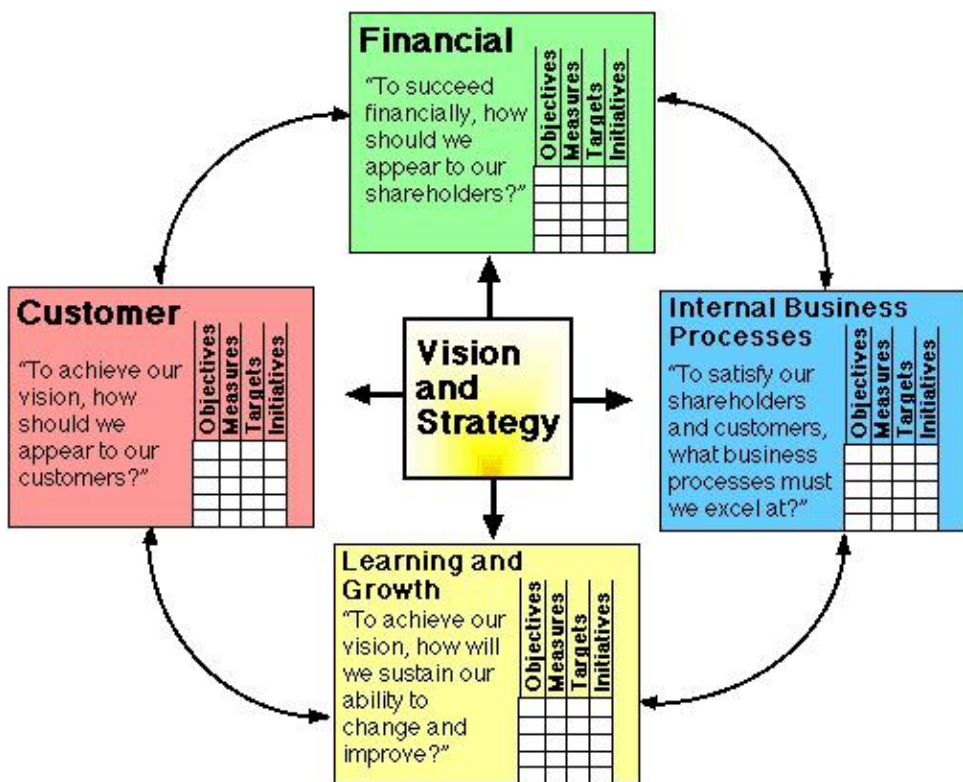 Financial
“To succeed
financially, how
should we
appear to our
shareholders?”
Objectives
Measures
Targets
Initiatives
Customer
“To achieve our
vision, how
should we
appear to our
customers?”
Objectives
Measures
Targets
Initiatives
Vision
and
Strategy
Internal Business
Processes
“To satisfy our
shareholders
and customers,
what business
processes must
we excel at?”
Objectives
Measures
Targets
Initiatives
Learning and
Growth
“To achieve our
vision, how will
we sustain our
ability to
change and
improve?”
Objectives
Measures
Targets
Initiatives